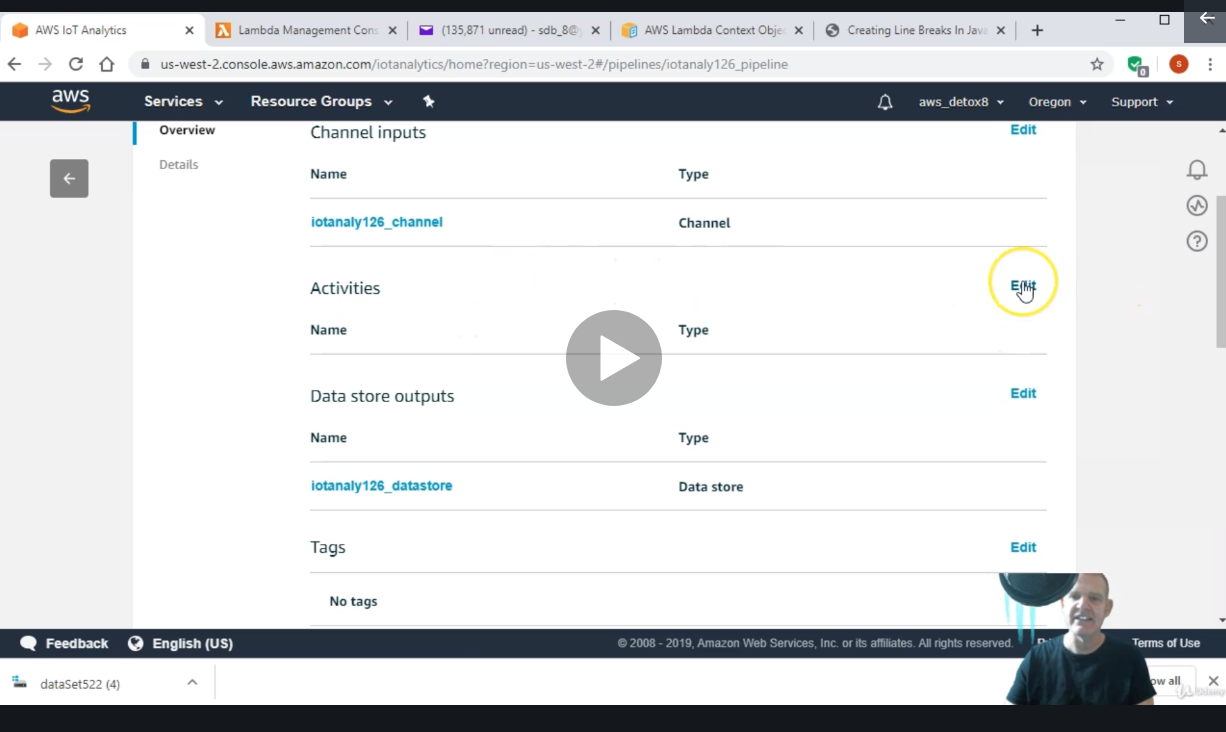 AWS IoT Analytics
Lambda Management Cons
(135,871 unread) - sdb_8@
AWS Lambda Context Obje
Creating Line Breaks In Java
us-west-2.console.aws.amazon.com/iotanalytics/home?region=us-west-2#/pipelines/iotanaly126_pipeline
0
S
aws
Services
Resource Groups
aws_detox8
Oregon
Support
Overview
Details
Channel inputs
Edit
Name
Type
iotanaly126_channel
Channel
Activities
Edit
Name
Type
Data store outputs
Edit
Name
Type
iotanaly126_datastore
Data store
Tags
Edit
No tags
Feedback
English (US)
© 2008 - 2019, Amazon Web Services, Inc. or its affiliates. All rights reserved.
Terms of Use
dataSet522 (4)
ow all
Udemy